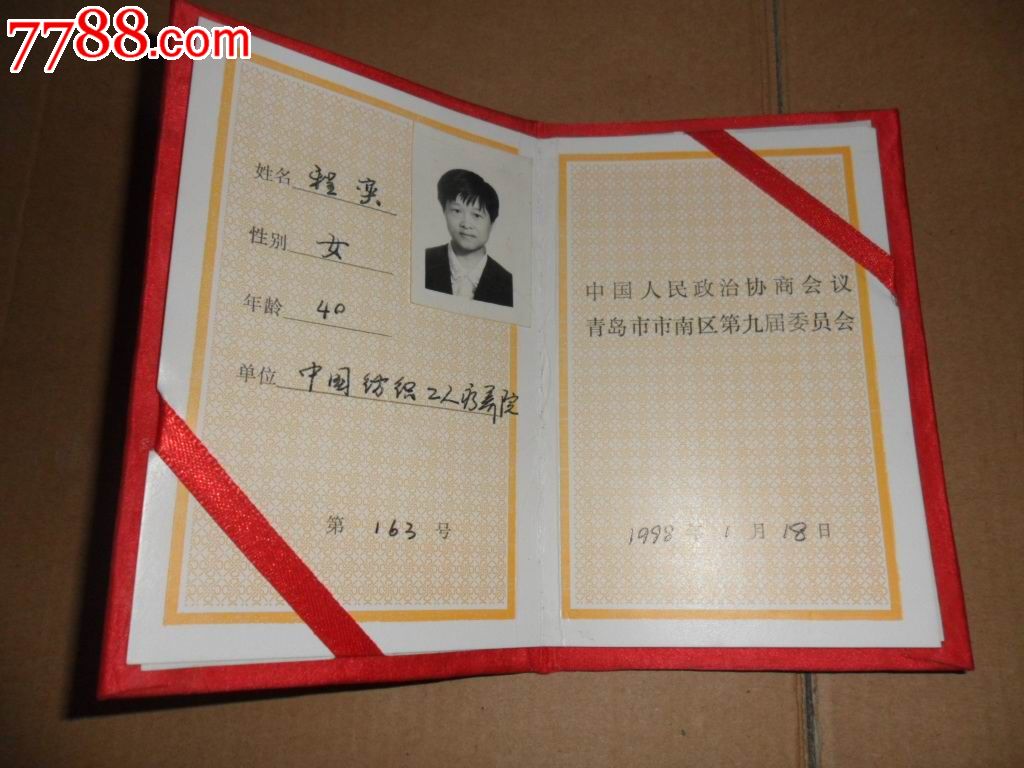 7788.com
姓名 程奕
性别 女
年龄 40
单位 中国纺织工人疗养院
第 163 号
中国人民政治协商会议
青岛市市南区第九届委员会
1998年1月18日